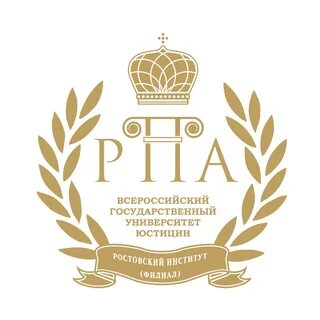 РПА
ВСЕРОССИЙСКИЙ
ГОСУДАРСТВЕННЫЙ
УНИВЕРСИТЕТ
ЮСТИЦИИ
РОСТОВСКИЙ ИНСТИТУТ
(ФИЛИАЛ)